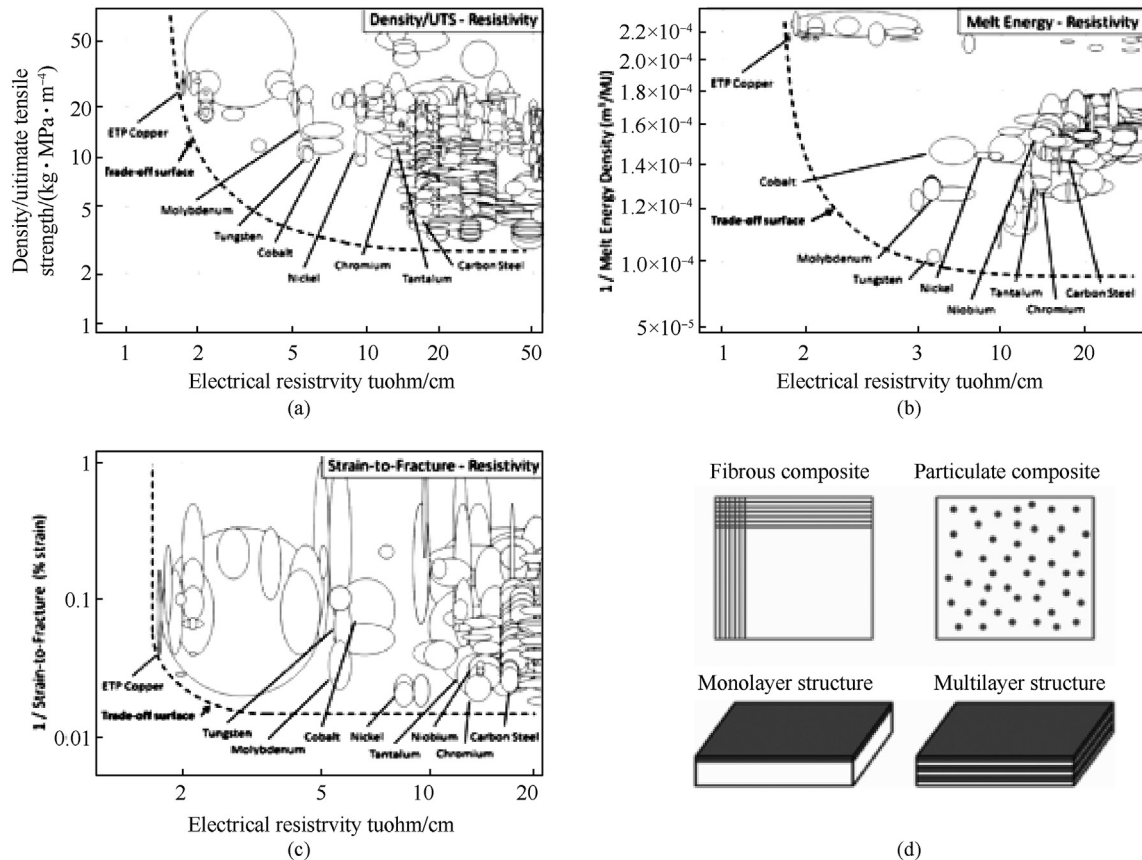 Density/UTS - Resistivity
50
20
10
5
2
1
Density/uitimate tensile
strength/(kg・MPa・m⁻⁴)
ETP Copper
Trade-off surface
Molybdenum
Tungsten
Cobalt
Nickel
Chromium
Tantalum
Carbon Steel
1 2 5 10 20 50
Electrical resistrvity tuohm/cm
(a)
Melt Energy - Resistivity
2.2×10⁻⁴
2.0×10⁻⁴
1.8×10⁻⁴
1.6×10⁻⁴
1.4×10⁻⁴
1.2×10⁻⁴
1.0×10⁻⁴
5×10⁻⁵
1 / Melt Energy Density [m³/MJ]
ETP Copper
Cobalt
Trade-off surface
Molybdenum
Tungsten
Nickel
Niobium
Tantalum
Chromium
Carbon Steel
1 2 3 10 20
Electrical resistrvity tuohm/cm
(b)
Strain-to-Fracture - Resistivity
1
0.1
0.01
1 / Strain-to-Fracture (% strain)
ETP Copper
Trade-off surface
Tungsten
Molybdenum
Cobalt
Nickel
Tantalum
Niobium
Chromium
Carbon Steel
2 5 10 20
Electrical resistrvity tuohm/cm
(c)
Fibrous composite
Particulate composite
Monolayer structure
Multilayer structure
(d)